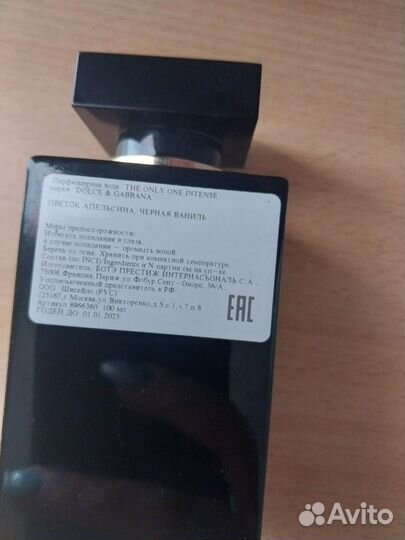 Парфюмерная вода THE ONLY ONE INTENSE
марки DOLCE & GABBANA
ЦВЕТОК АПЕЛЬСИНА, ЧЕРНАЯ ВАНИЛЬ
Меры предосторожности:
Избегать попадания в глаза,
в случае попадания – промыть водой.
Беречь от огня. Хранить при комнатной температуре.
Состав (по INCI)/Ingredients и N партии см на уп-ке.
Изготовитель: БОТЭ ПРЕСТИЖ ИНТЕРНАСЬОНАЛЬ С.А.,
75008, Франция, Париж, ул. Фобур Сент - Оноре, 56/А
Уполномоченный представитель в РФ:
ООО "Шисейдо (РУС)"
125167, г. Москва, ул. Викторенко, д.5, с.1, э.7, п.8
Артикул: 8966360 100 мл
ГОДЕН ДО: 01.01.2025
EAC
Avito